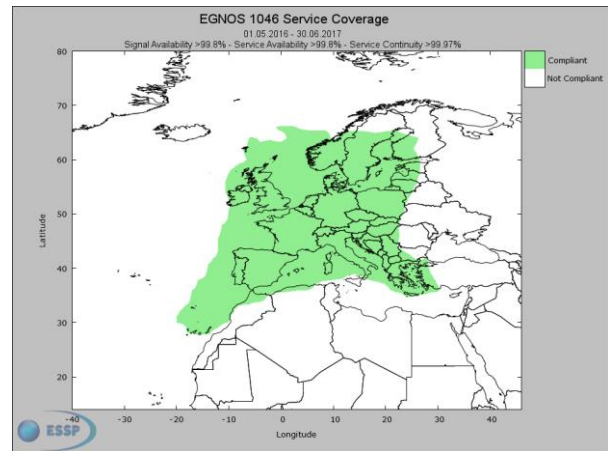 EGNOS 1046 Service Coverage
01.05.2016 - 30.06.2017
Signal Availability >99.8% - Service Availability >99.8% - Service Continuity >99.97%
Compliant
Not Compliant
80
70
60
50
40
30
20
Latitude
-40 -30 -20 -10 0 10 20 30 40
Longitude
ESSP